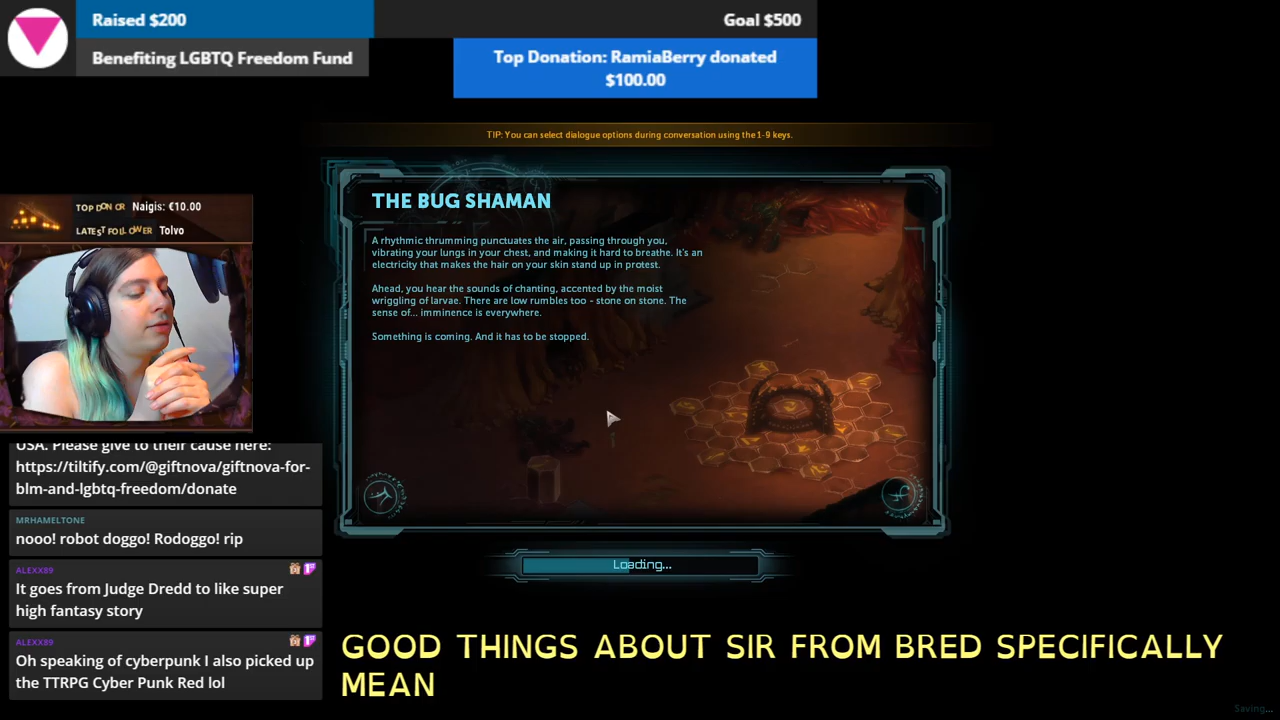 Raised $200
Goal $500
Benefiting LGBTQ Freedom Fund
Top Donation: RamiaBerry donated
$100.00
TIP: You can select dialogue options during conversation using the 1-9 keys.
THE BUG SHAMAN
A rhythmic thrumming punctuates the air, passing through you,
vibrating your lungs in your chest, and making it hard to breathe. It's an
electricity that makes the hair on your skin stand up in protest.
Ahead, you hear the sounds of chanting, accented by the moist
wriggling of larvae. There are low rumbles too - stone on stone. The
sense of... imminence is everywhere.
Something is coming. And it has to be stopped.
Loading...
TOP DONOR Naigis: €10.00
LATEST FOLLOWER Tolvo
USA. Please give to their cause here:
https://tiltify.com/@giftnova/giftnova-for-
blm-and-lgbtq-freedom/donate
MRHAMELTONE
nooo! robot doggo! Rodoggo! rip
ALEXX89
It goes from Judge Dredd to like super
high fantasy story
ALEXX89
Oh speaking of cyberpunk I also picked up
the TTRPG Cyber Punk Red lol
GOOD THINGS ABOUT SIR FROM BRED SPECIFICALLY
MEAN
Saving...